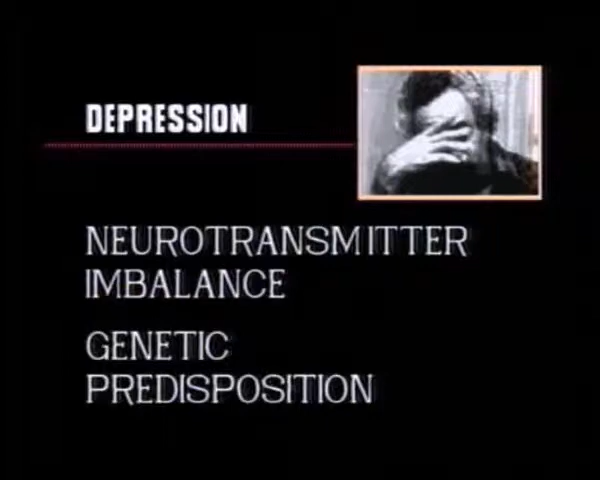 DEPRESSION
NEUROTRANSMITTER
IMBALANCE
GENETIC
PREDISPOSITION